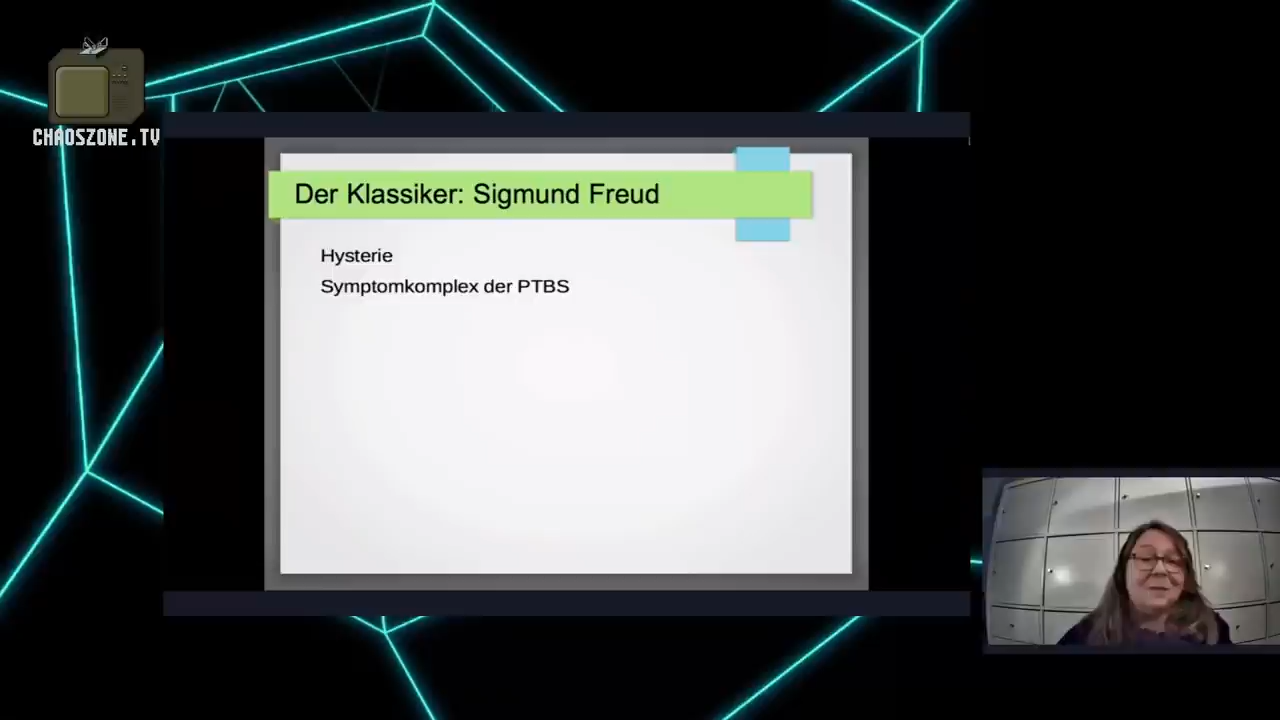 CHAOSZONE.TV
Der Klassiker: Sigmund Freud
Hysterie
Symptomkomplex der PTBS